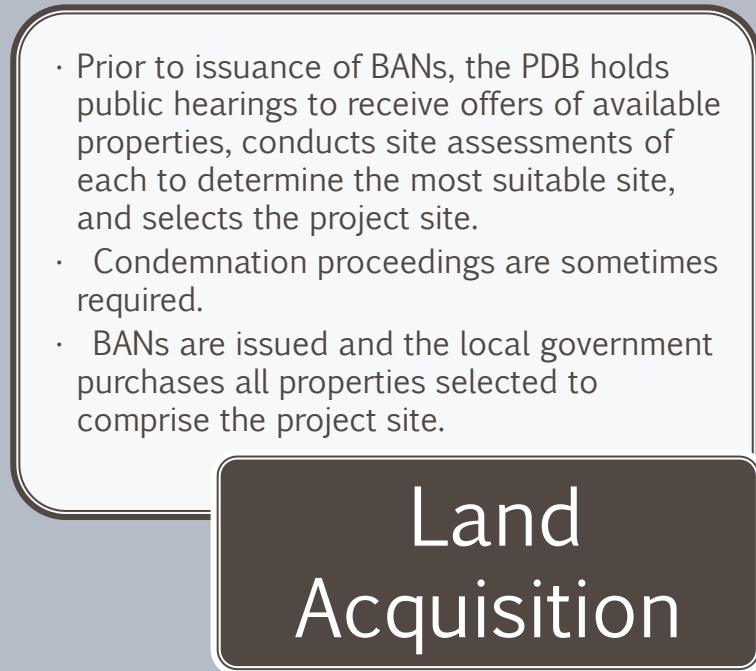 · Prior to issuance of BANs, the PDB holds
public hearings to receive offers of available
properties, conducts site assessments of
each to determine the most suitable site,
and selects the project site.
· Condemnation proceedings are sometimes
required.
· BANs are issued and the local government
purchases all properties selected to
comprise the project site.
Land
Acquisition